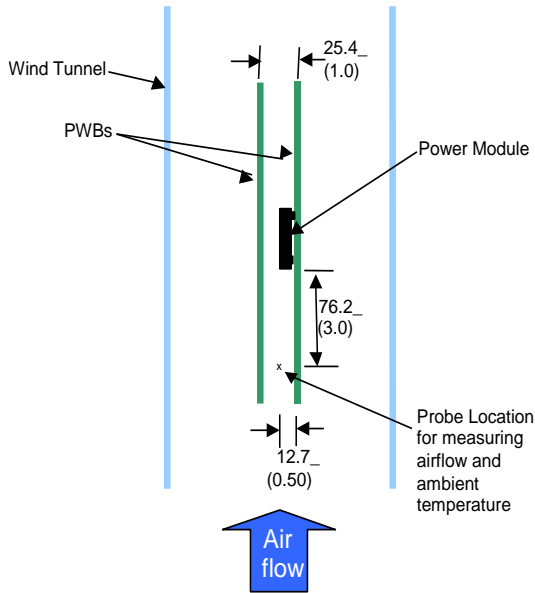 25.4_
(1.0)
Wind Tunnel
PWBs
Power Module
76.2_
(3.0)
x
Probe Location
for measuring
airflow and
ambient
temperature
12.7_
(0.50)
Air
flow